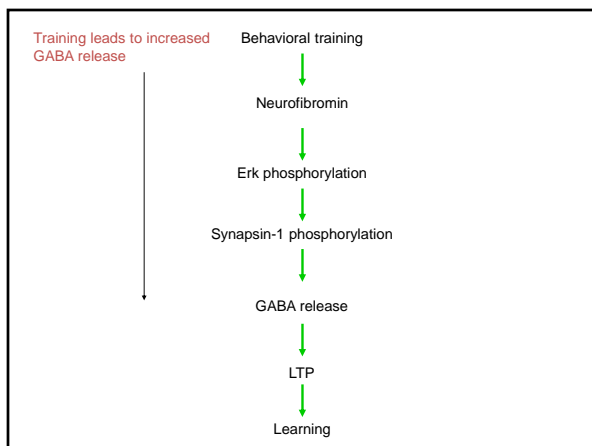 Training leads to increased
GABA release
Behavioral training
Neurofibromin
Erk phosphorylation
Synapsin-1 phosphorylation
GABA release
LTP
Learning